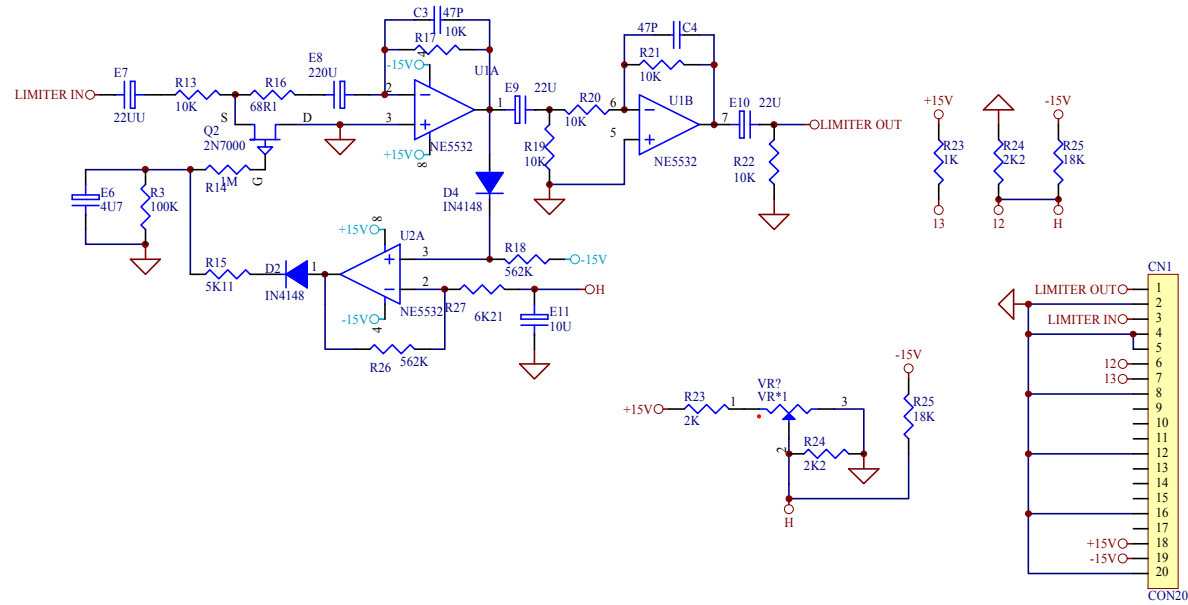 C3 47P
10K
R17
4
-15V
U1A
E8
220U
E7
22UU
R13
10K
R16
68R1
LIMITER IN
2
3
1
S
D
Q2
2N7000
G
+15V
8
NE5532
E9
22U
R20
10K
R19
10K
47P C4
R21
10K
6
5
U1B
7
NE5532
E10
22U
LIMITER OUT
R22
10K
+15V
R23
1K
13
R24
2K2
12
-15V
R25
18K
H
E6
4U7
R3
100K
R14
1M
D4
IN4148
+15V
8
U2A
3
2
1
R18
562K
-15V
R15
5K11
D2
IN4148
-15V
4
NE5532
R27
6K21
H
E11
10U
R26
562K
+15V
R23
2K
1
VR?
VR*1
3
2
R24
2K2
-15V
R25
18K
H
CN1
LIMITER OUT 1
2
LIMITER IN 3
4
5
12 6
13 7
8
9
10
11
12
13
14
15
16
17
+15V 18
-15V 19
20
CON20